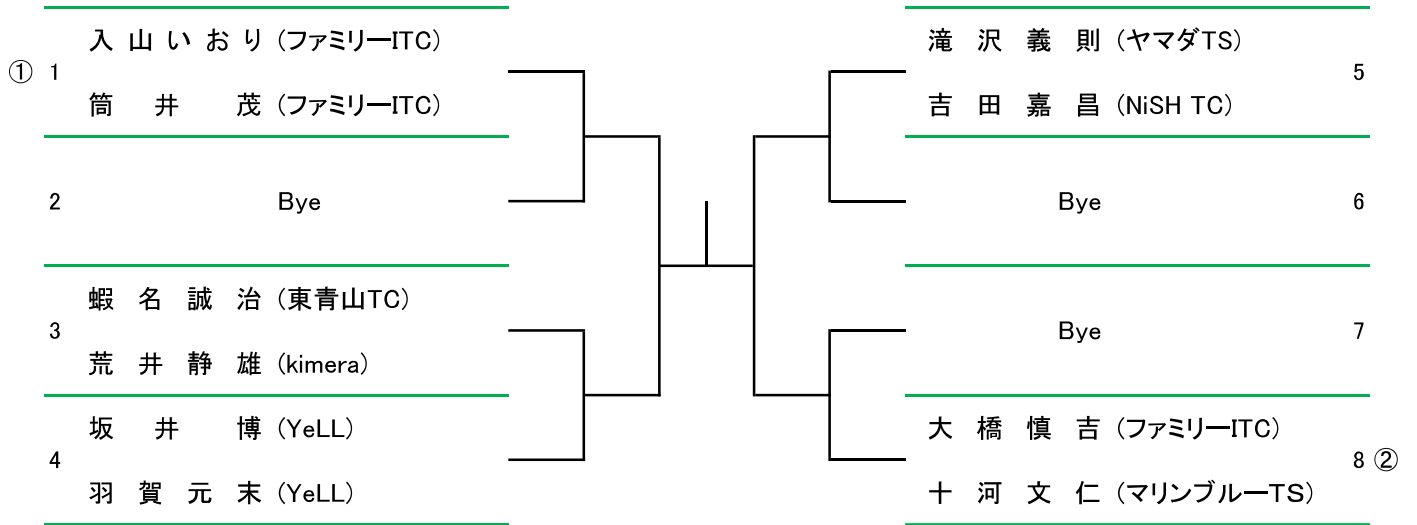 ① 1 入山いおり (ファミリーITC)
筒井 茂 (ファミリーITC)
2 Bye
3 蝦名誠治 (東青山TC)
荒井静雄 (kimera)
4 坂井 博 (YeLL)
羽賀元末 (YeLL)
滝沢義則 (ヤマダTS) 5
吉田嘉昌 (NiSH TC)
Bye 6
Bye 7
大橋慎吉 (ファミリーITC) 8 ②
十河文仁 (マリンブルーTS)